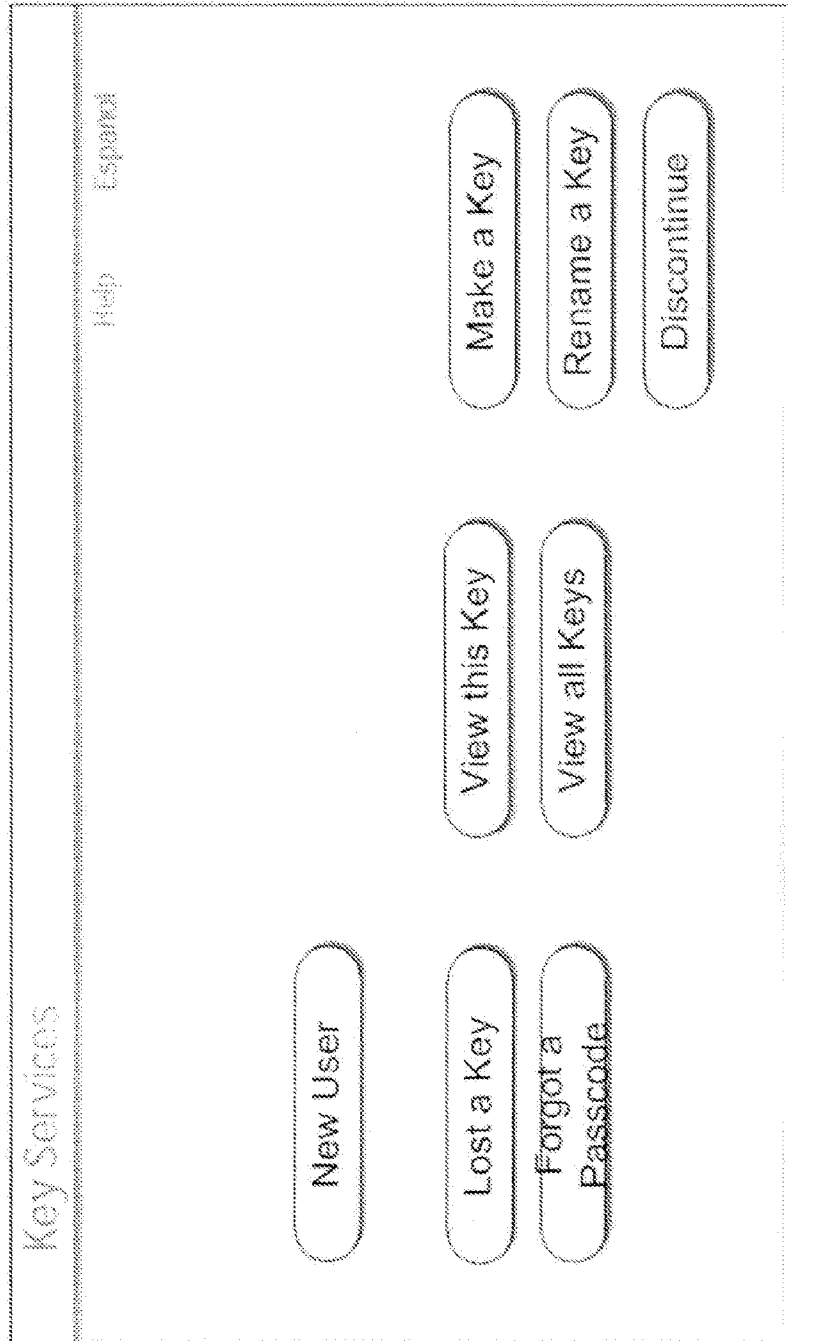 Key Services
Help
Español
New User
Lost a Key
View this Key
Make a Key
Forgot a
Passcode
View all Keys
Rename a Key
Discontinue